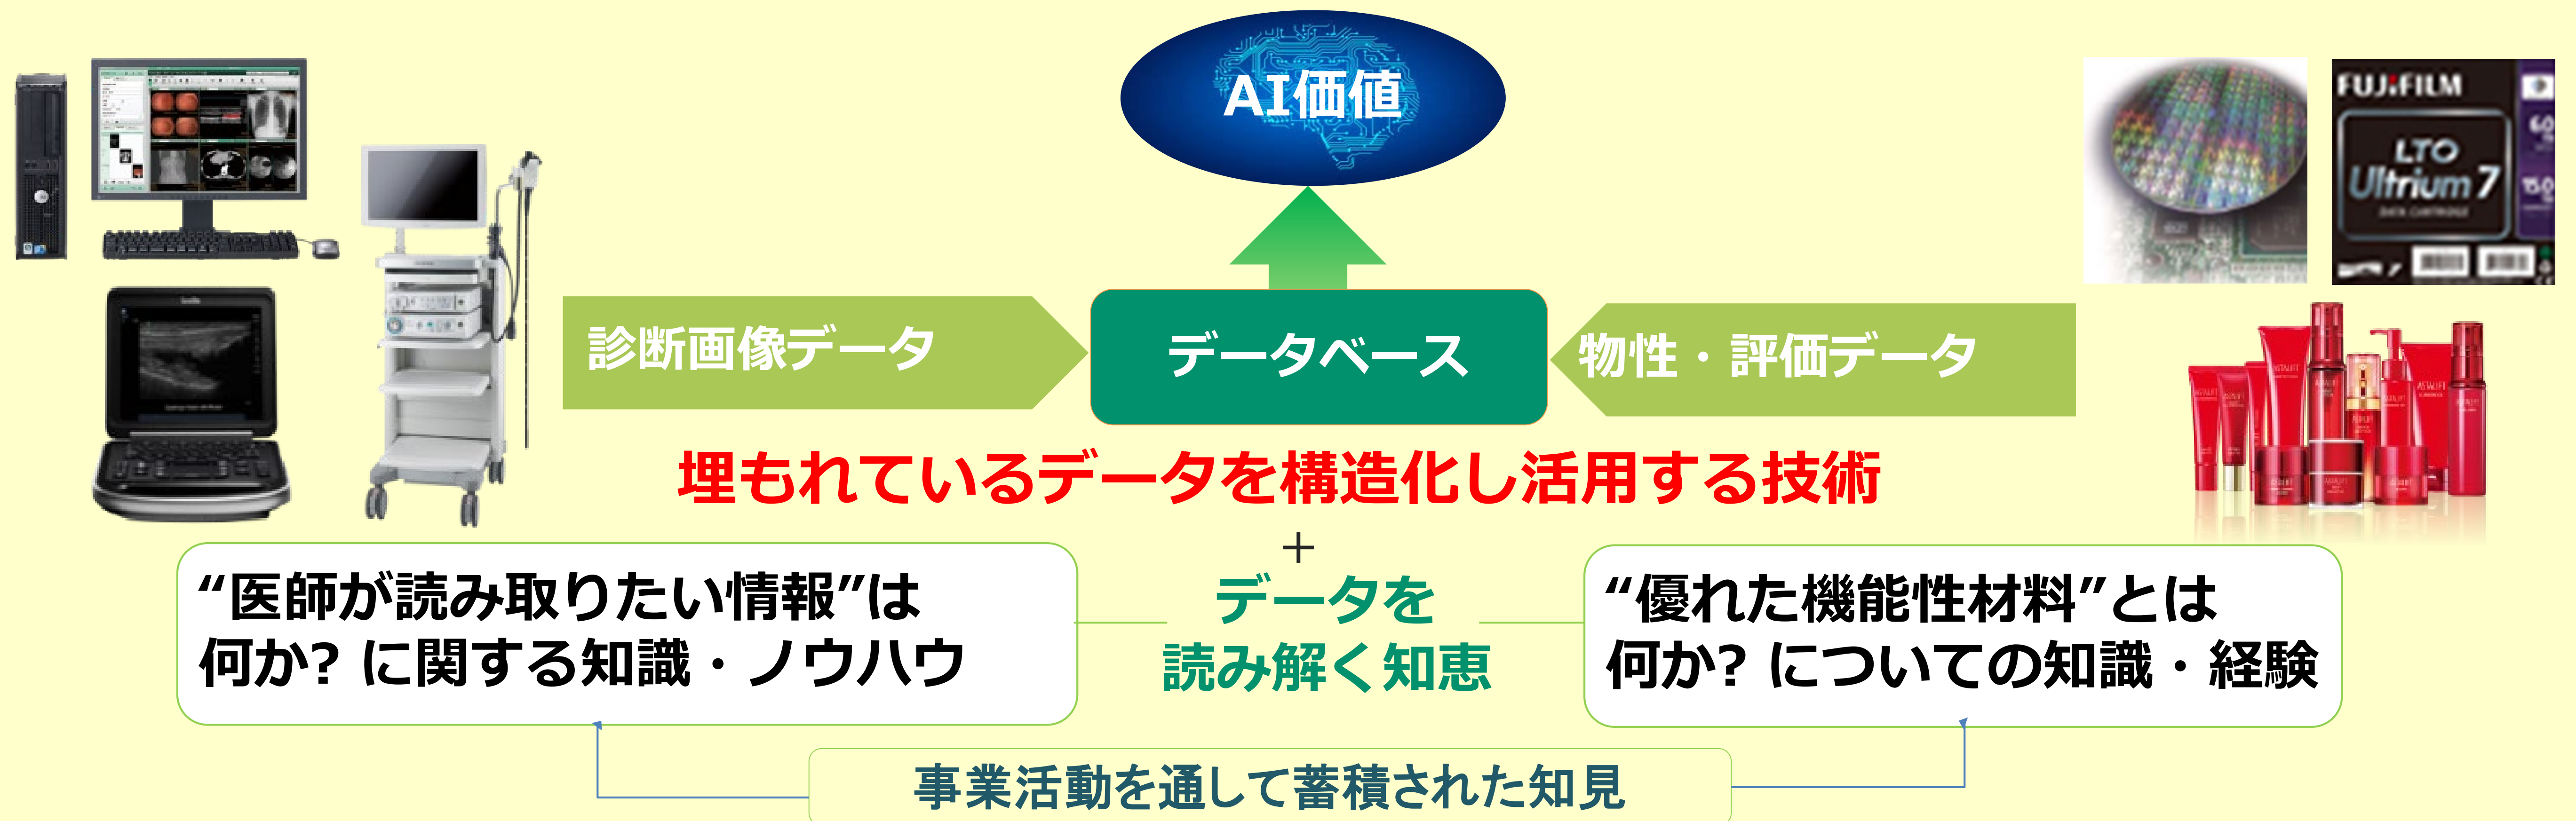 AI価値
FUJIFILM
LTO
Ultrium 7
DATA CARTRIDGE
診断画像データ
データベース
物性・評価データ
埋もれているデータを構造化し活用する技術
+
“医師が読み取りたい情報”は
何か? に関する知識・ノウハウ
データを
読み解く知恵
“優れた機能性材料”とは
何か? についての知識・経験
事業活動を通して蓄積された知見